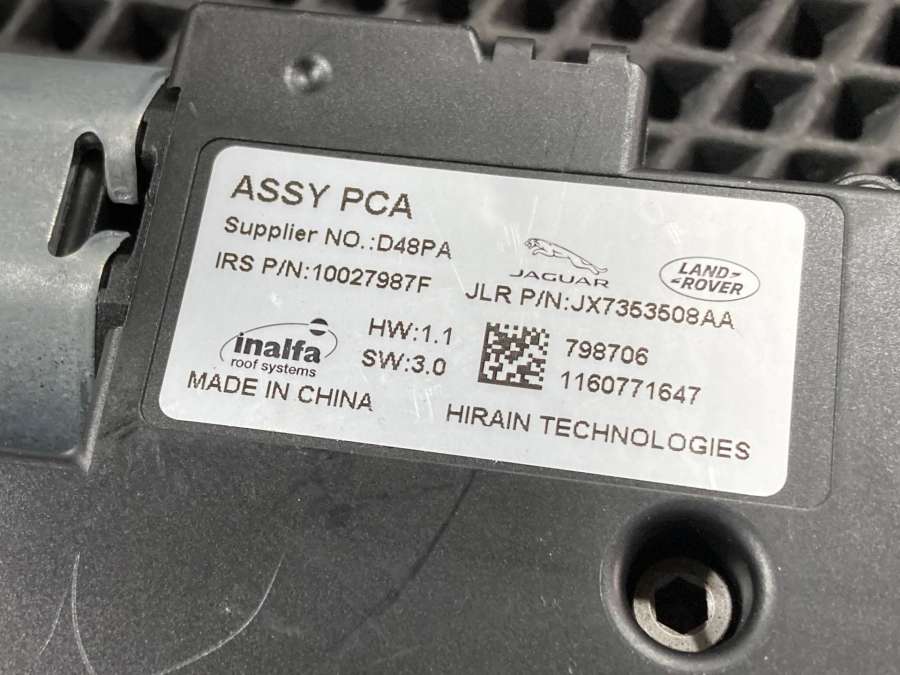 ASSY PCA
Supplier NO.:D48PA
IRS P/N:10027987F
JAGUAR
LAND-
-ROVER
JLR P/N:JX7353508AA
inalfa
roof systems
HW:1.1
SW:3.0
798706
1160771647
MADE IN CHINA
HIRAIN TECHNOLOGIES